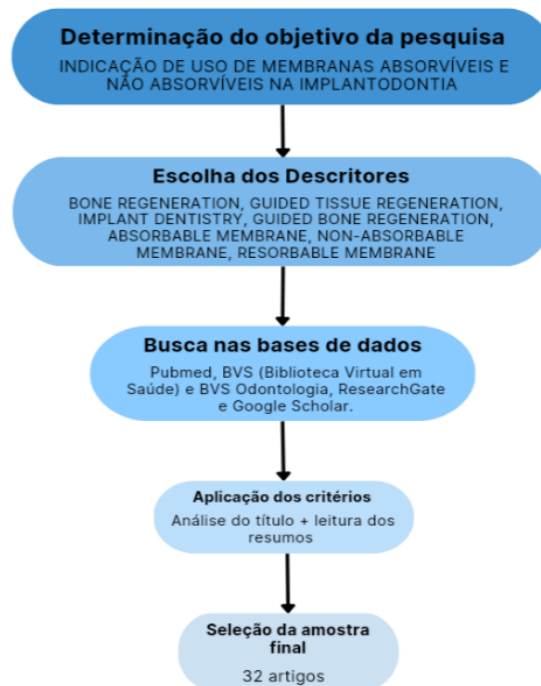 Determinação do objetivo da pesquisa
INDICAÇÃO DE USO DE MEMBRANAS ABSORVÍVEIS E
NÃO ABSORVÍVEIS NA IMPLANTODONTIA
Escolha dos Descritores
BONE REGENERATION, GUIDED TISSUE REGENERATION,
IMPLANT DENTISTRY, GUIDED BONE REGENERATION,
ABSORBABLE MEMBRANE, NON-ABSORBABLE
MEMBRANE, RESORBABLE MEMBRANE
Busca nas bases de dados
Pubmed, BVS (Biblioteca Virtual em
Saúde) e BVS Odontologia, ResearchGate
e Google Scholar.
Aplicação dos critérios
Análise do título + leitura dos
resumos
Seleção da amostra
final
32 artigos